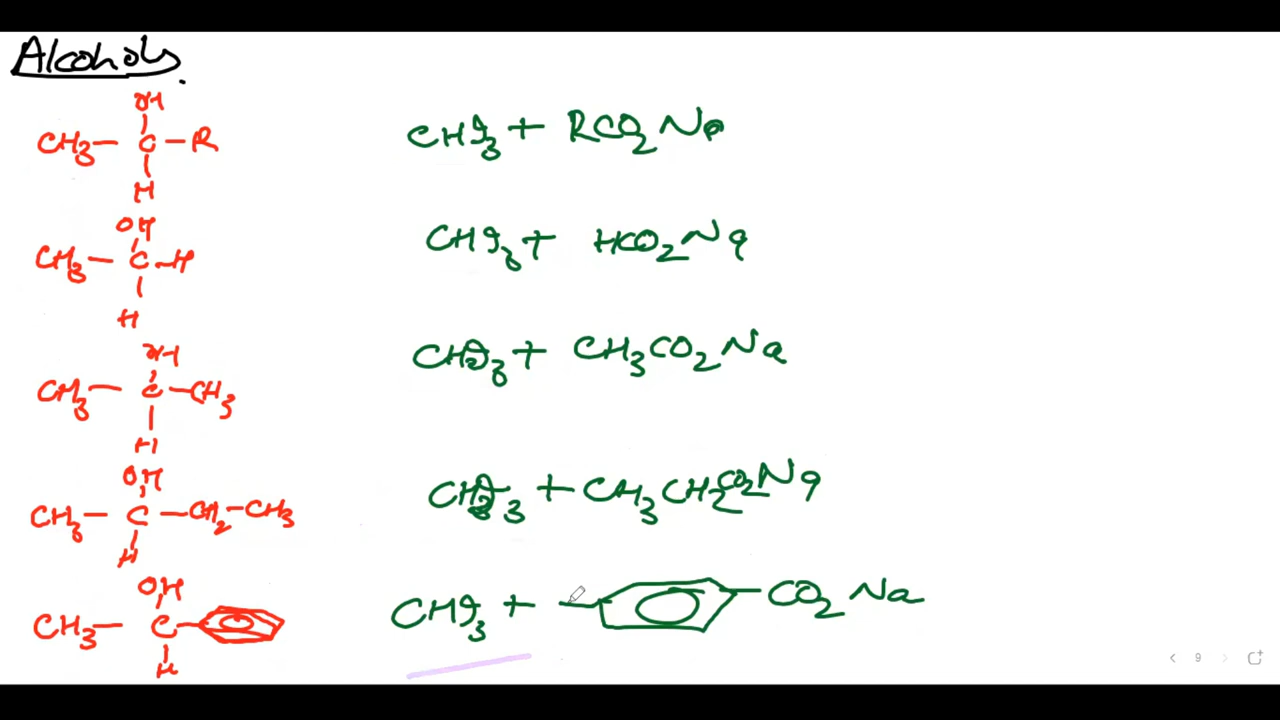 Alcohols
OH
CH₃ – C – R
H
CHI₃ + RCO₂Na
OH
CH₃ – C – H
H
CHI₃ + HCO₂Na
OH
CH₃ – C – CH₃
H
CHI₃ + CH₃CO₂Na
OH
CH₃ – C – CH₂ – CH₃
H
CHI₃ + CH₃CH₂CO₂Na
OH
CH₃ – C –
H
CHI₃ + – CO₂Na
9